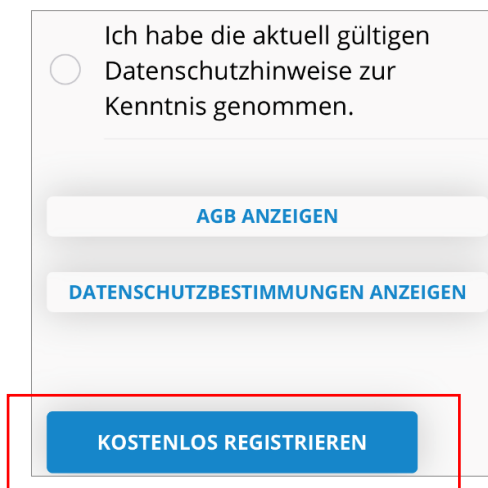 Ich habe die aktuell gültigen
Datenschutzhinweise zur
Kenntnis genommen.
AGB ANZEIGEN
DATENSCHUTZBESTIMMUNGEN ANZEIGEN
KOSTENLOS REGISTRIEREN